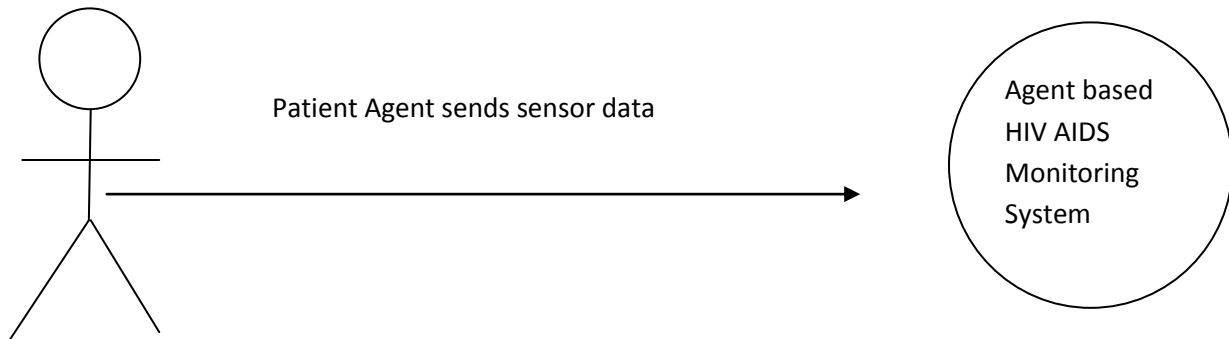 Patient Agent sends sensor data
Agent based
HIV AIDS
Monitoring
System